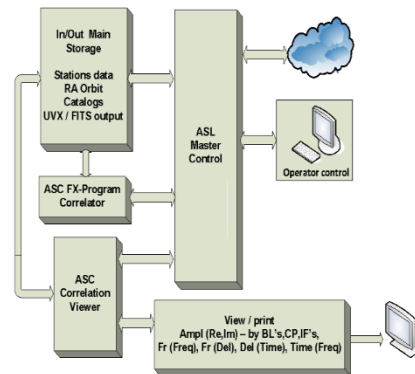 In/Out Main
Storage
Stations data
RA Orbit
Catalogs
UVX / FITS output
ASL
Master
Control
Operator control
ASC FX-Program
Correlator
ASC
Correlation
Viewer
View / print
Ampl (Re,Im) – by BL's,CP,IF's,
Fr (Freq), Fr (Del), Del (Time), Time (Freq)